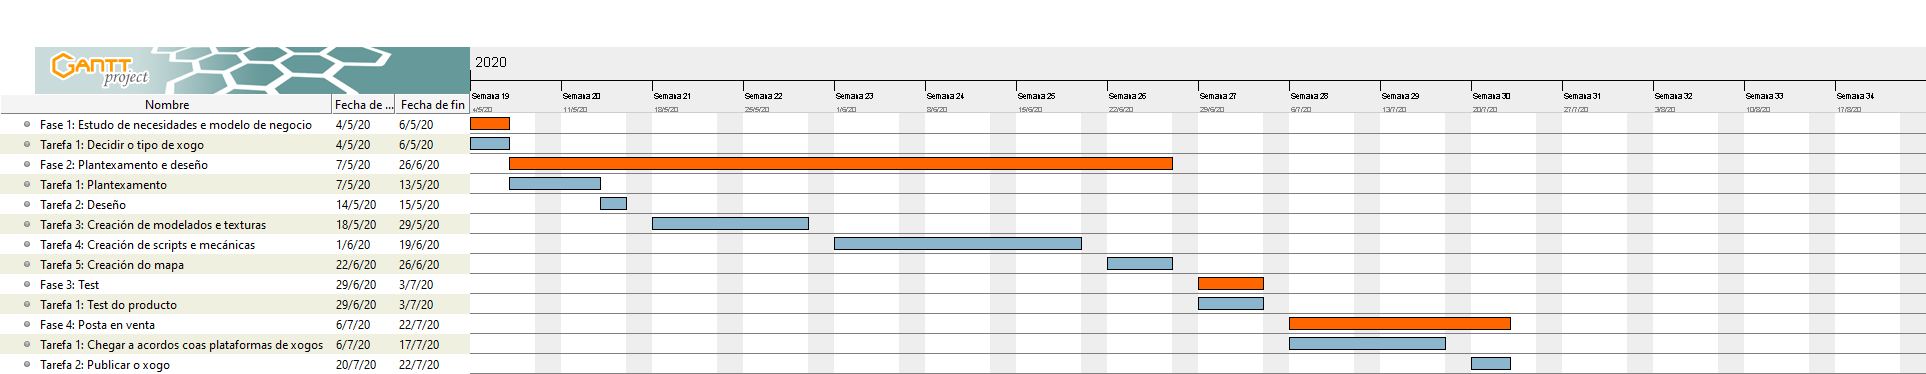 GANTT
project
2020
Semana 19 Semana 20 Semana 21 Semana 22 Semana 23 Semana 24 Semana 25 Semana 26 Semana 27 Semana 28 Semana 29 Semana 30 Semana 31 Semana 32 Semana 33 Semana 34
Nombre Fecha de ... Fecha de fin
4/5/20 11/5/20 18/5/20 25/5/20 1/6/20 8/6/20 15/6/20 22/6/20 29/6/20 6/7/20 13/7/20 20/7/20 27/7/20 3/8/20 10/8/20 17/8/20
Fase 1: Estudo de necesidades e modelo de negocio 4/5/20 6/5/20
Tarefa 1: Decidir o tipo de xogo 4/5/20 6/5/20
Fase 2: Plantexamento e deseño 7/5/20 26/6/20
Tarefa 1: Plantexamento 7/5/20 13/5/20
Tarefa 2: Deseño 14/5/20 15/5/20
Tarefa 3: Creación de modelados e texturas 18/5/20 29/5/20
Tarefa 4: Creación de scripts e mecánicas 1/6/20 19/6/20
Tarefa 5: Creación do mapa 22/6/20 26/6/20
Fase 3: Test 29/6/20 3/7/20
Tarefa 1: Test do producto 29/6/20 3/7/20
Fase 4: Posta en venta 6/7/20 22/7/20
Tarefa 1: Chegar a acordos coas plataformas de xogos 6/7/20 17/7/20
Tarefa 2: Publicar o xogo 20/7/20 22/7/20